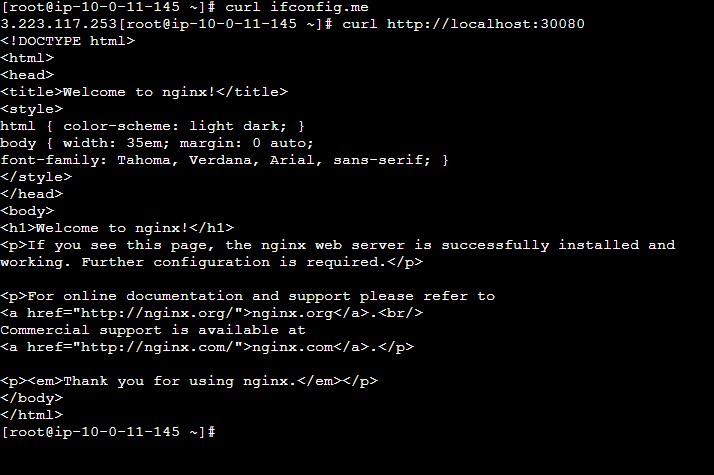 [root@ip-10-0-11-145 ~]# curl ifconfig.me
3.223.117.253[root@ip-10-0-11-145 ~]# curl http://localhost:30080
<!DOCTYPE html>
<html>
<head>
<title>Welcome to nginx!</title>
<style>
html { color-scheme: light dark; }
body { width: 35em; margin: 0 auto;
font-family: Tahoma, Verdana, Arial, sans-serif; }
</style>
</head>
<body>
<h1>Welcome to nginx!</h1>
<p>If you see this page, the nginx web server is successfully installed and
working. Further configuration is required.</p>

<p>For online documentation and support please refer to
<a href="http://nginx.org/">nginx.org</a>.<br/>
Commercial support is available at
<a href="http://nginx.com/">nginx.com</a>.</p>

<p><em>Thank you for using nginx.</em></p>
</body>
</html>
[root@ip-10-0-11-145 ~]#